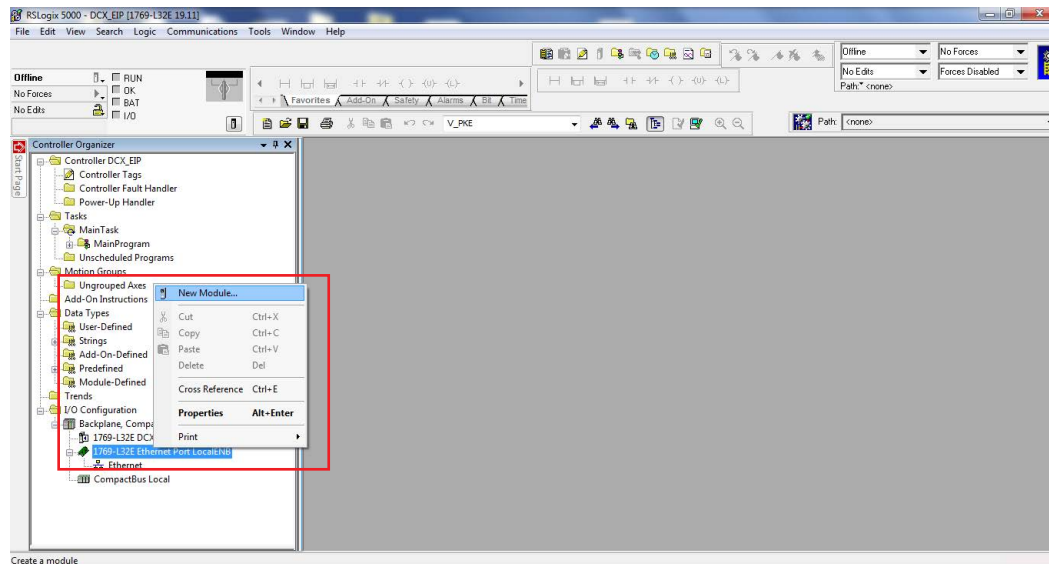 RSLogix 5000 - DCX_EIP [1769-L32E 19.11]
File Edit View Search Logic Communications Tools Window Help
Offline
No Forces
No Edits
RUN
OK
BAT
I/O
Favorites Add-On Safety Alarms Bit Time
V_PKE
Offline
No Forces
No Edits
Forces Disabled
Path:* <none>
Path: <none>
Start Page
Controller Organizer
Controller DCX_EIP
Controller Tags
Controller Fault Handler
Power-Up Handler
Tasks
MainTask
MainProgram
Unscheduled Programs
Motion Groups
Ungrouped Axes
Add-On Instructions
Data Types
User-Defined
Strings
Add-On-Defined
Predefined
Module-Defined
Trends
I/O Configuration
Backplane, Compa
1769-L32E DCX
1769-L32E Ethernet Port LocalENB
Ethernet
CompactBus Local
New Module...
Cut Ctrl+X
Copy Ctrl+C
Paste Ctrl+V
Delete Del
Cross Reference Ctrl+E
Properties Alt+Enter
Print
Create a module